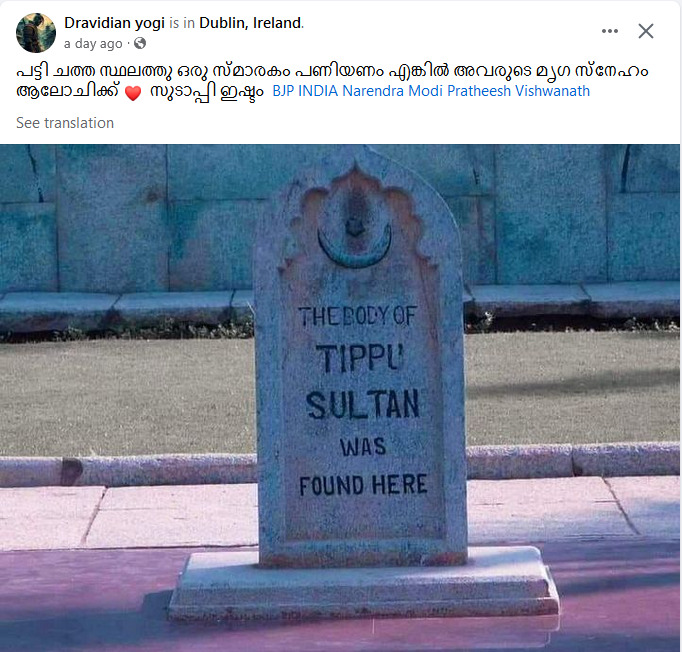 Dravidian yogi is in Dublin, Ireland.
a day ago ·
പട്ടി ചത്ത സ്ഥലത്തു ഒരു സ്മാരകം പണിയണം എങ്കിൽ അവരുടെ മൃഗ സ്നേഹം
ആലോചിക്ക് ❤️ സുടാപ്പി ഇഷ്ടം BJP INDIA Narendra Modi Pratheesh Vishwanath
See translation
THE BODY OF
TIPPU
SULTAN
WAS
FOUND HERE